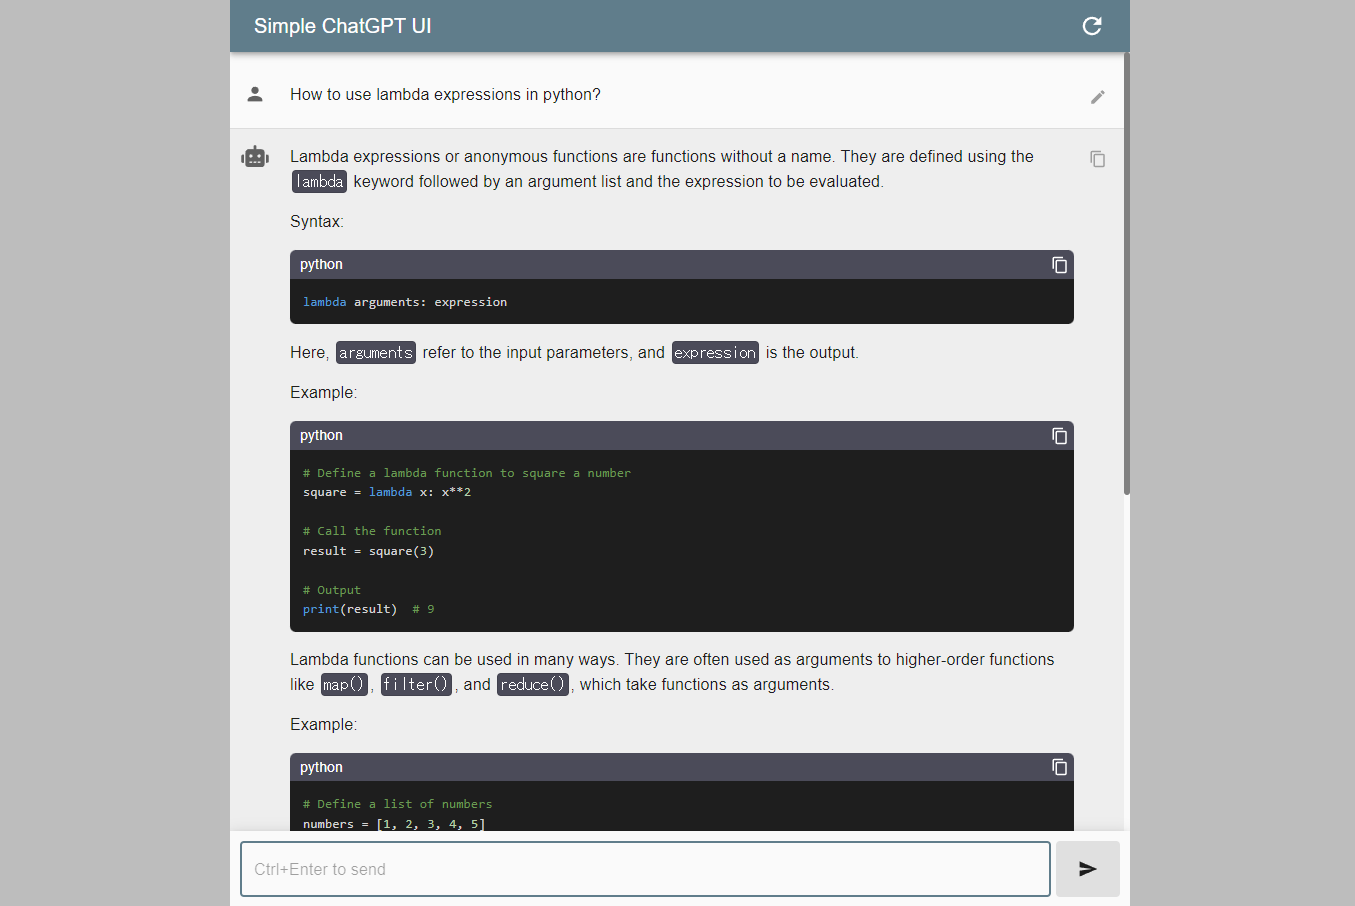 Simple ChatGPT UI
How to use lambda expressions in python?
Lambda expressions or anonymous functions are functions without a name. They are defined using the
lambda keyword followed by an argument list and the expression to be evaluated.
Syntax:
python
lambda arguments: expression
Here, arguments refer to the input parameters, and expression is the output.
Example:
python
# Define a lambda function to square a number
square = lambda x: x**2
# Call the function
result = square(3)
# Output
print(result)  # 9
Lambda functions can be used in many ways. They are often used as arguments to higher-order functions
like map(), filter(), and reduce(), which take functions as arguments.
Example:
python
# Define a list of numbers
numbers = [1, 2, 3, 4, 5]
Ctrl+Enter to send